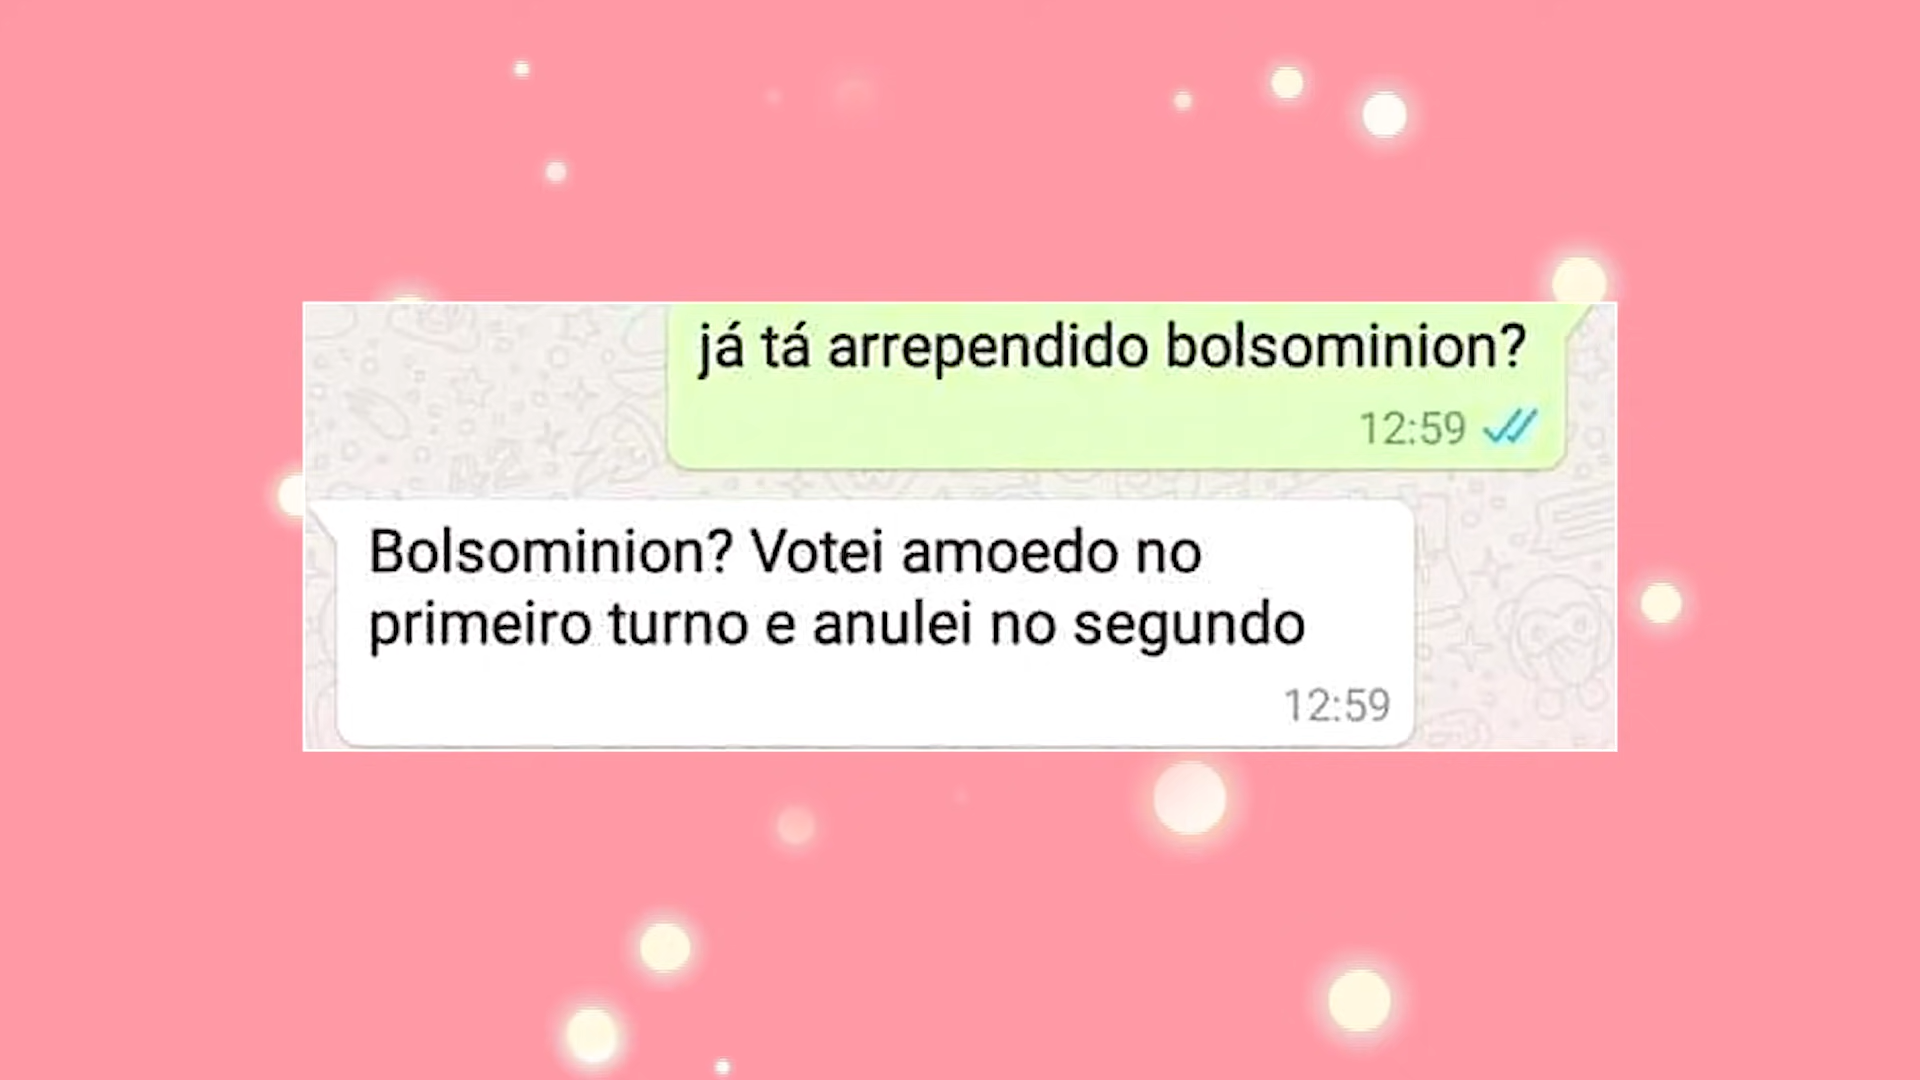 já tá arrependido bolsominion?
12:59
Bolsominion? Votei amoedo no
primeiro turno e anulei no segundo
12:59